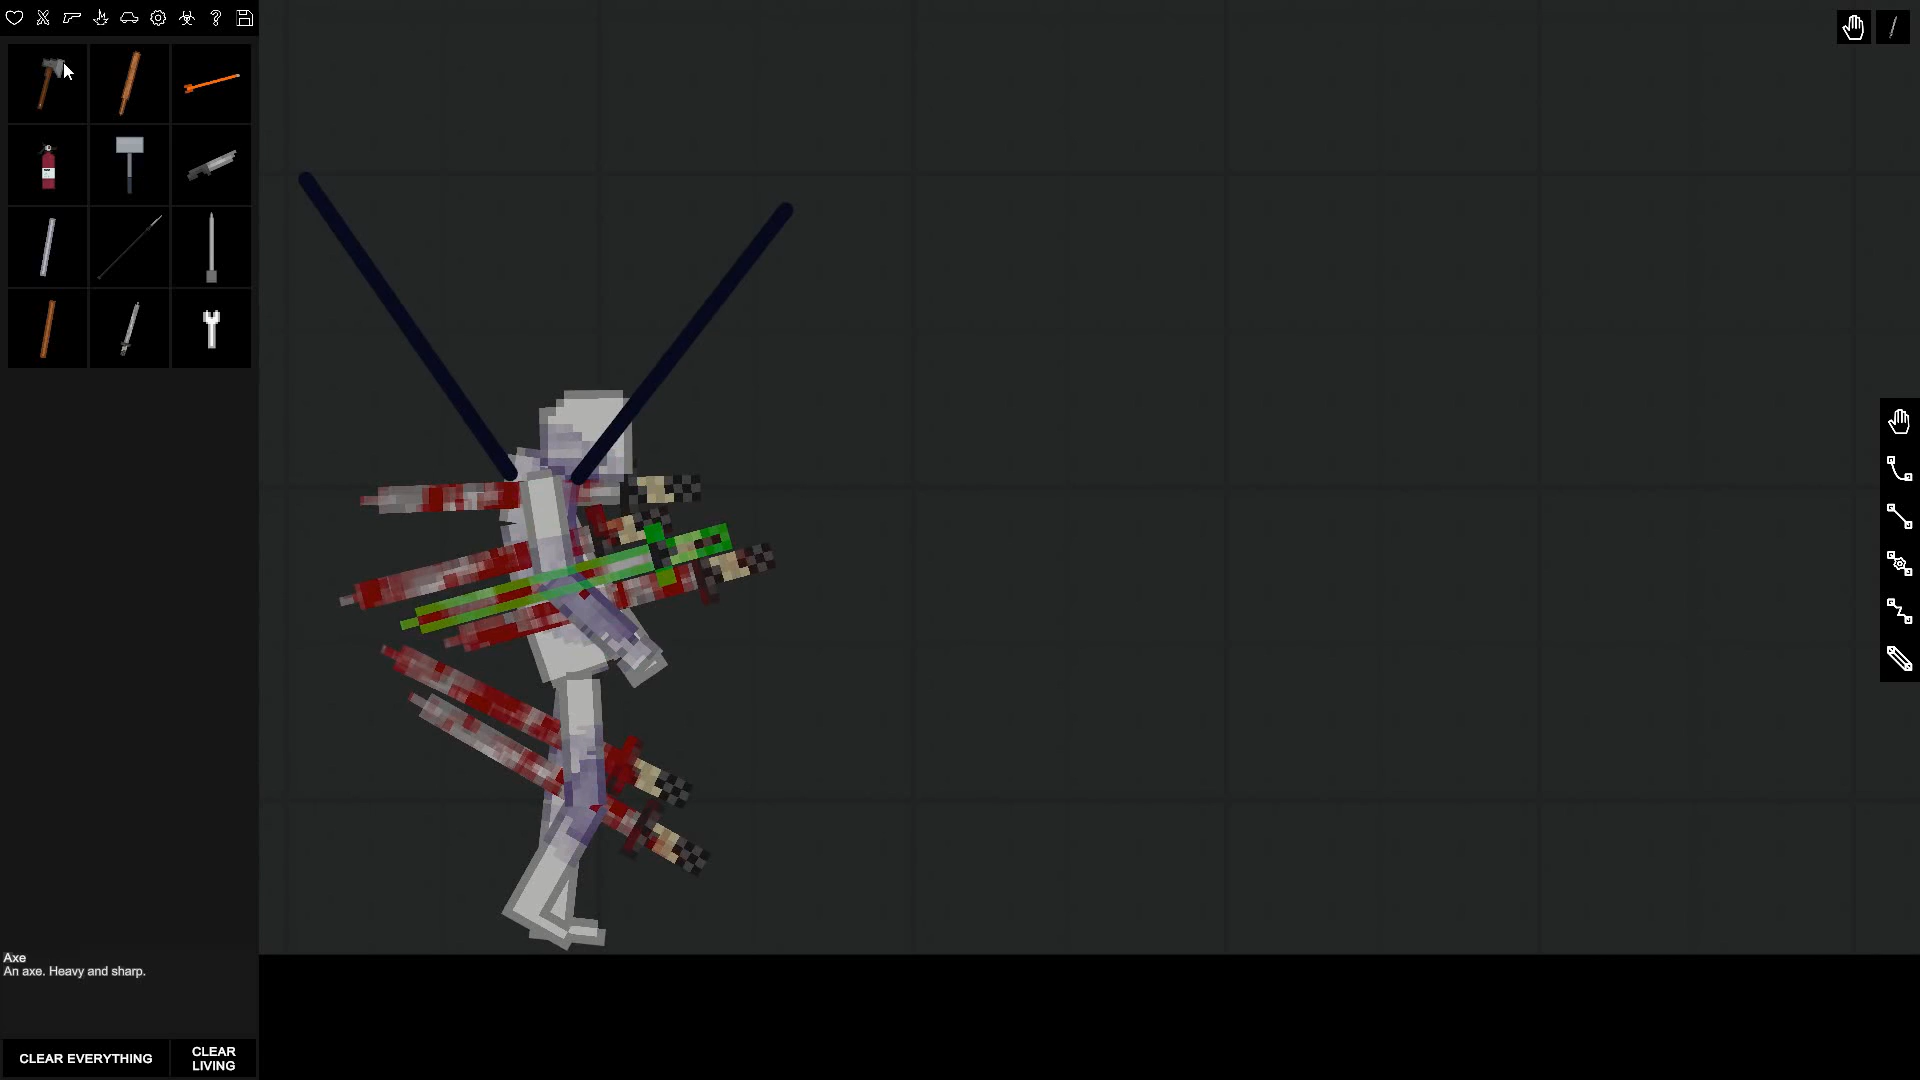 Axe
An axe. Heavy and sharp.
CLEAR EVERYTHING
CLEAR
LIVING